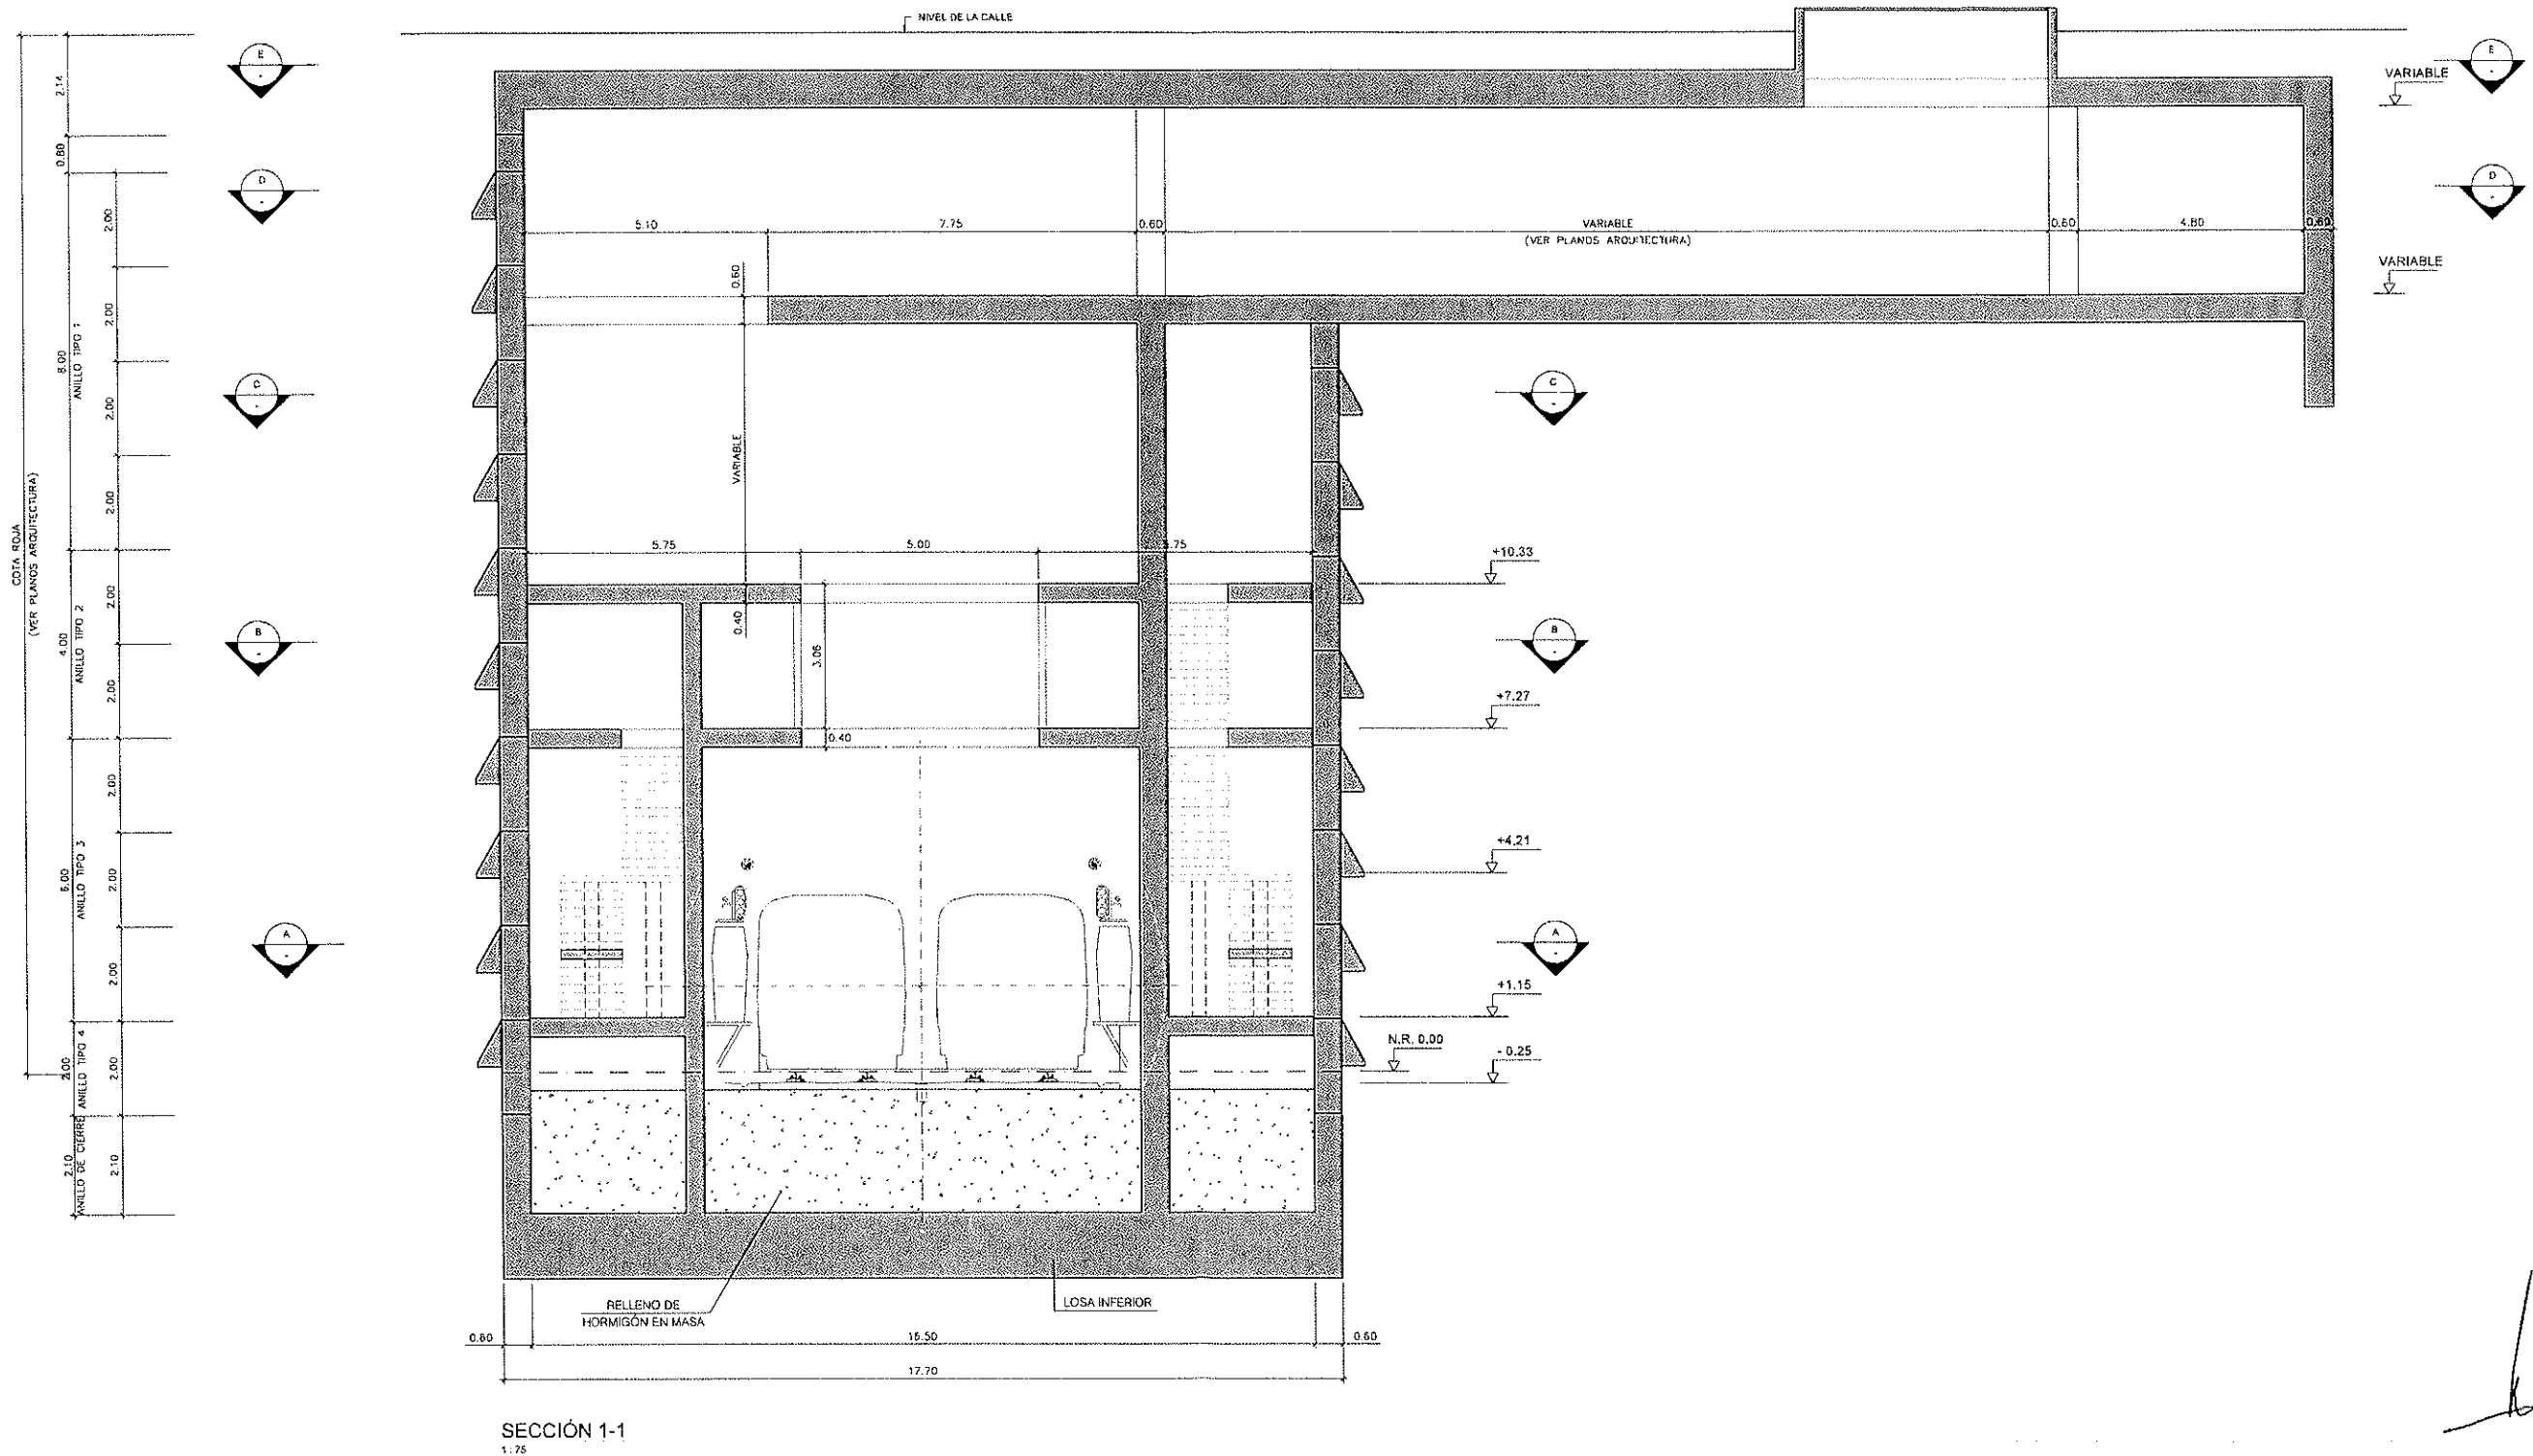 NIVEL DE LA CALLE
E
-
E
-
VARIABLE
2.14
0.80
D
-
D
-
2.00
5.10
7.75
0.60
VARIABLE
(VER PLANOS ARQUITECTURA)
0.60
4.80
0.60
VARIABLE
0.60
2.00
8.00
ANILLO TIPO 1
2.00
C
-
C
-
VARIABLE
2.00
COTA ROJA
(VER PLANOS ARQUITECTURA)
5.75
5.00
5.75
+10.33
2.00
4.00
ANILLO TIPO 2
0.40
B
-
B
-
3.06
2.00
+7.27
0.40
2.00
+4.21
6.00
ANILLO TIPO 3
2.00
A
-
A
-
2.00
+1.15
N.R. 0,00
- 0.25
2.00
ANILLO TIPO 4
2.00
2.10
ANILLO DE CIERRE
2.10
RELLENO DE
HORMIGÓN EN MASA
LOSA INFERIOR
0.60
16.50
0.60
17.70
SECCIÓN 1-1
1:75